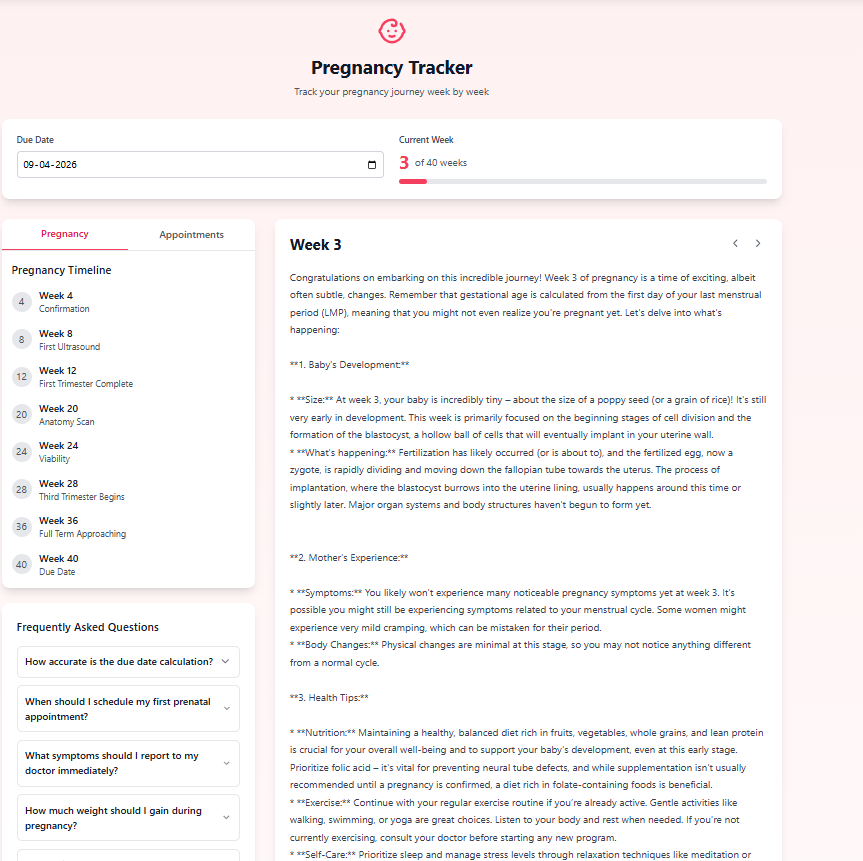 Pregnancy Tracker
Track your pregnancy journey week by week
Due Date
09-04-2026
Current Week
3 of 40 weeks
Pregnancy
Appointments
Pregnancy Timeline
4
Week 4
Confirmation
8
Week 8
First Ultrasound
12
Week 12
First Trimester Complete
20
Week 20
Anatomy Scan
24
Week 24
Viability
28
Week 28
Third Trimester Begins
36
Week 36
Full Term Approaching
40
Week 40
Due Date
Frequently Asked Questions
How accurate is the due date calculation?
When should I schedule my first prenatal
appointment?
What symptoms should I report to my
doctor immediately?
How much weight should I gain during
pregnancy?
Week 3
Congratulations on embarking on this incredible journey! Week 3 of pregnancy is a time of exciting, albeit
often subtle, changes. Remember that gestational age is calculated from the first day of your last menstrual
period (LMP), meaning that you might not even realize you're pregnant yet. Let's delve into what's
happening:
**1. Baby's Development:**
* **Size:** At week 3, your baby is incredibly tiny – about the size of a poppy seed (or a grain of rice)! It's still
very early in development. This week is primarily focused on the beginning stages of cell division and the
formation of the blastocyst, a hollow ball of cells that will eventually implant in your uterine wall.
* **What's happening:** Fertilization has likely occurred (or is about to), and the fertilized egg, now a
zygote, is rapidly dividing and moving down the fallopian tube towards the uterus. The process of
implantation, where the blastocyst burrows into the uterine lining, usually happens around this time or
slightly later. Major organ systems and body structures haven't begun to form yet.
**2. Mother's Experience:**
* **Symptoms:** You likely won't experience many noticeable pregnancy symptoms yet at week 3. It's
possible you might still be experiencing symptoms related to your menstrual cycle. Some women might
experience very mild cramping, which can be mistaken for their period.
* **Body Changes:** Physical changes are minimal at this stage, so you may not notice anything different
from a normal cycle.
**3. Health Tips:**
* **Nutrition:** Maintaining a healthy, balanced diet rich in fruits, vegetables, whole grains, and lean protein
is crucial for your overall well-being and to support your baby's development, even at this early stage.
Prioritize folic acid – it's vital for preventing neural tube defects, and while supplementation isn't usually
recommended until a pregnancy is confirmed, a diet rich in folate-containing foods is beneficial.
* **Exercise:** Continue with your regular exercise routine if you're already active. Gentle activities like
walking, swimming, or yoga are great choices. Listen to your body and rest when needed. If you're not
currently exercising, consult your doctor before starting any new program.
* **Self-Care:** Prioritize sleep and manage stress levels through relaxation techniques like meditation or